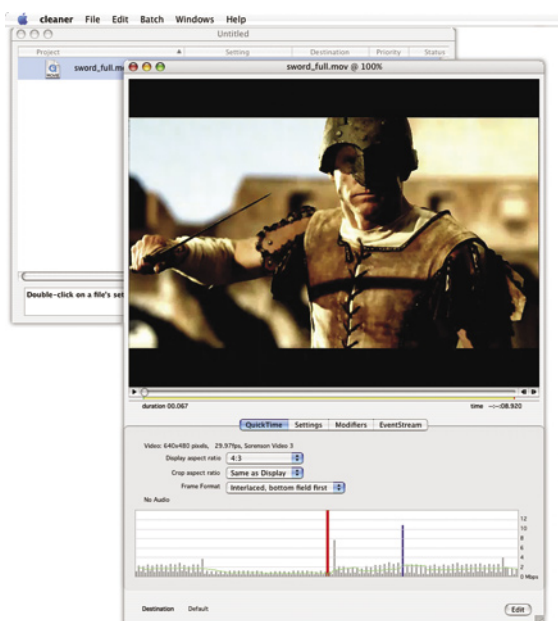 cleaner File Edit Batch Windows Help
Untitled
Project Setting Destination Priority Status
sword_full.m
sword_full.mov @ 100%
Double-click on a file's set
duration 00.067 time --:--:08.920
QuickTime Settings Modifiers EventStream
Video: 640x480 pixels, 29.97fps, Sorenson Video 3
Display aspect ratio 4:3
Crop aspect ratio Same as Display
Frame Format Interlaced, bottom field first
No Audio
12
10
8
6
4
2
0 Mbps
Destination Default Edit